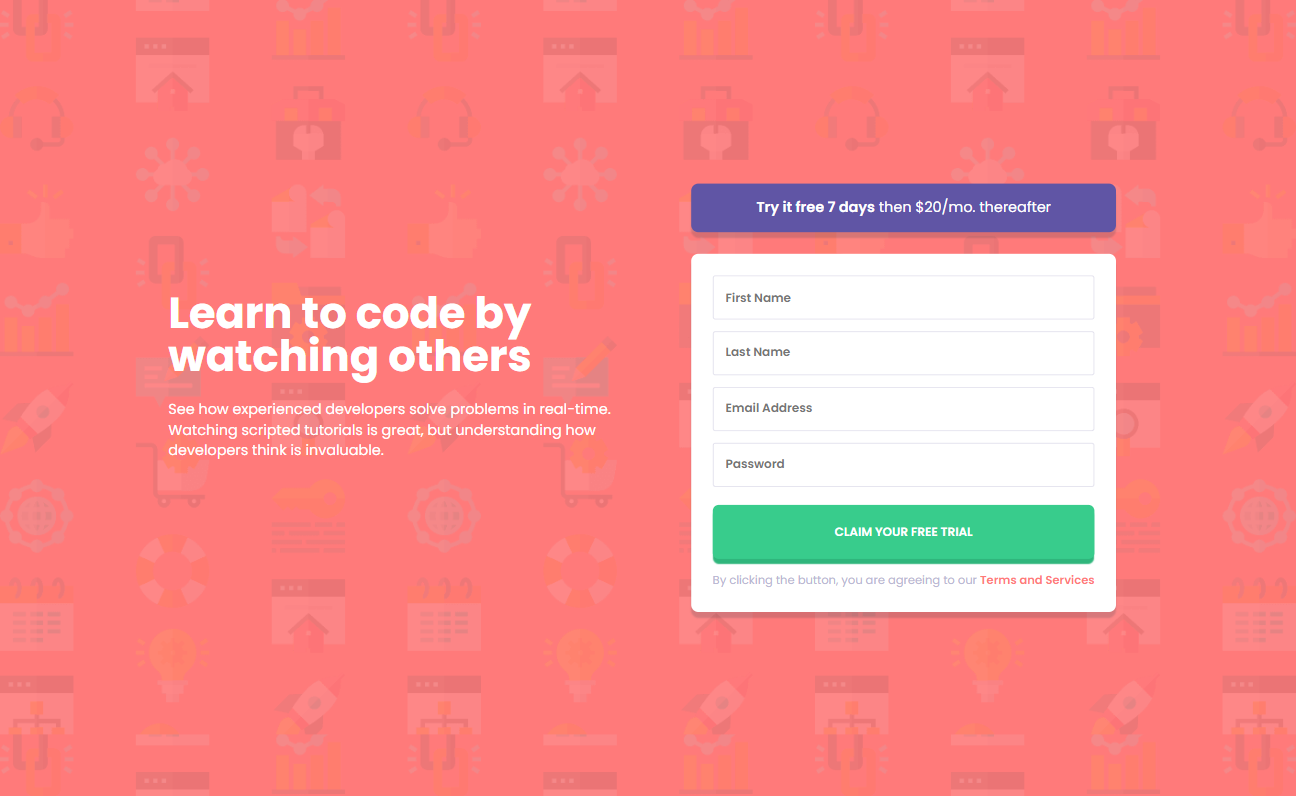 Learn to code by
watching others
See how experienced developers solve problems in real-time.
Watching scripted tutorials is great, but understanding how
developers think is invaluable.
Try it free 7 days then $20/mo. thereafter
First Name
Last Name
Email Address
Password
CLAIM YOUR FREE TRIAL
By clicking the button, you are agreeing to our Terms and Services